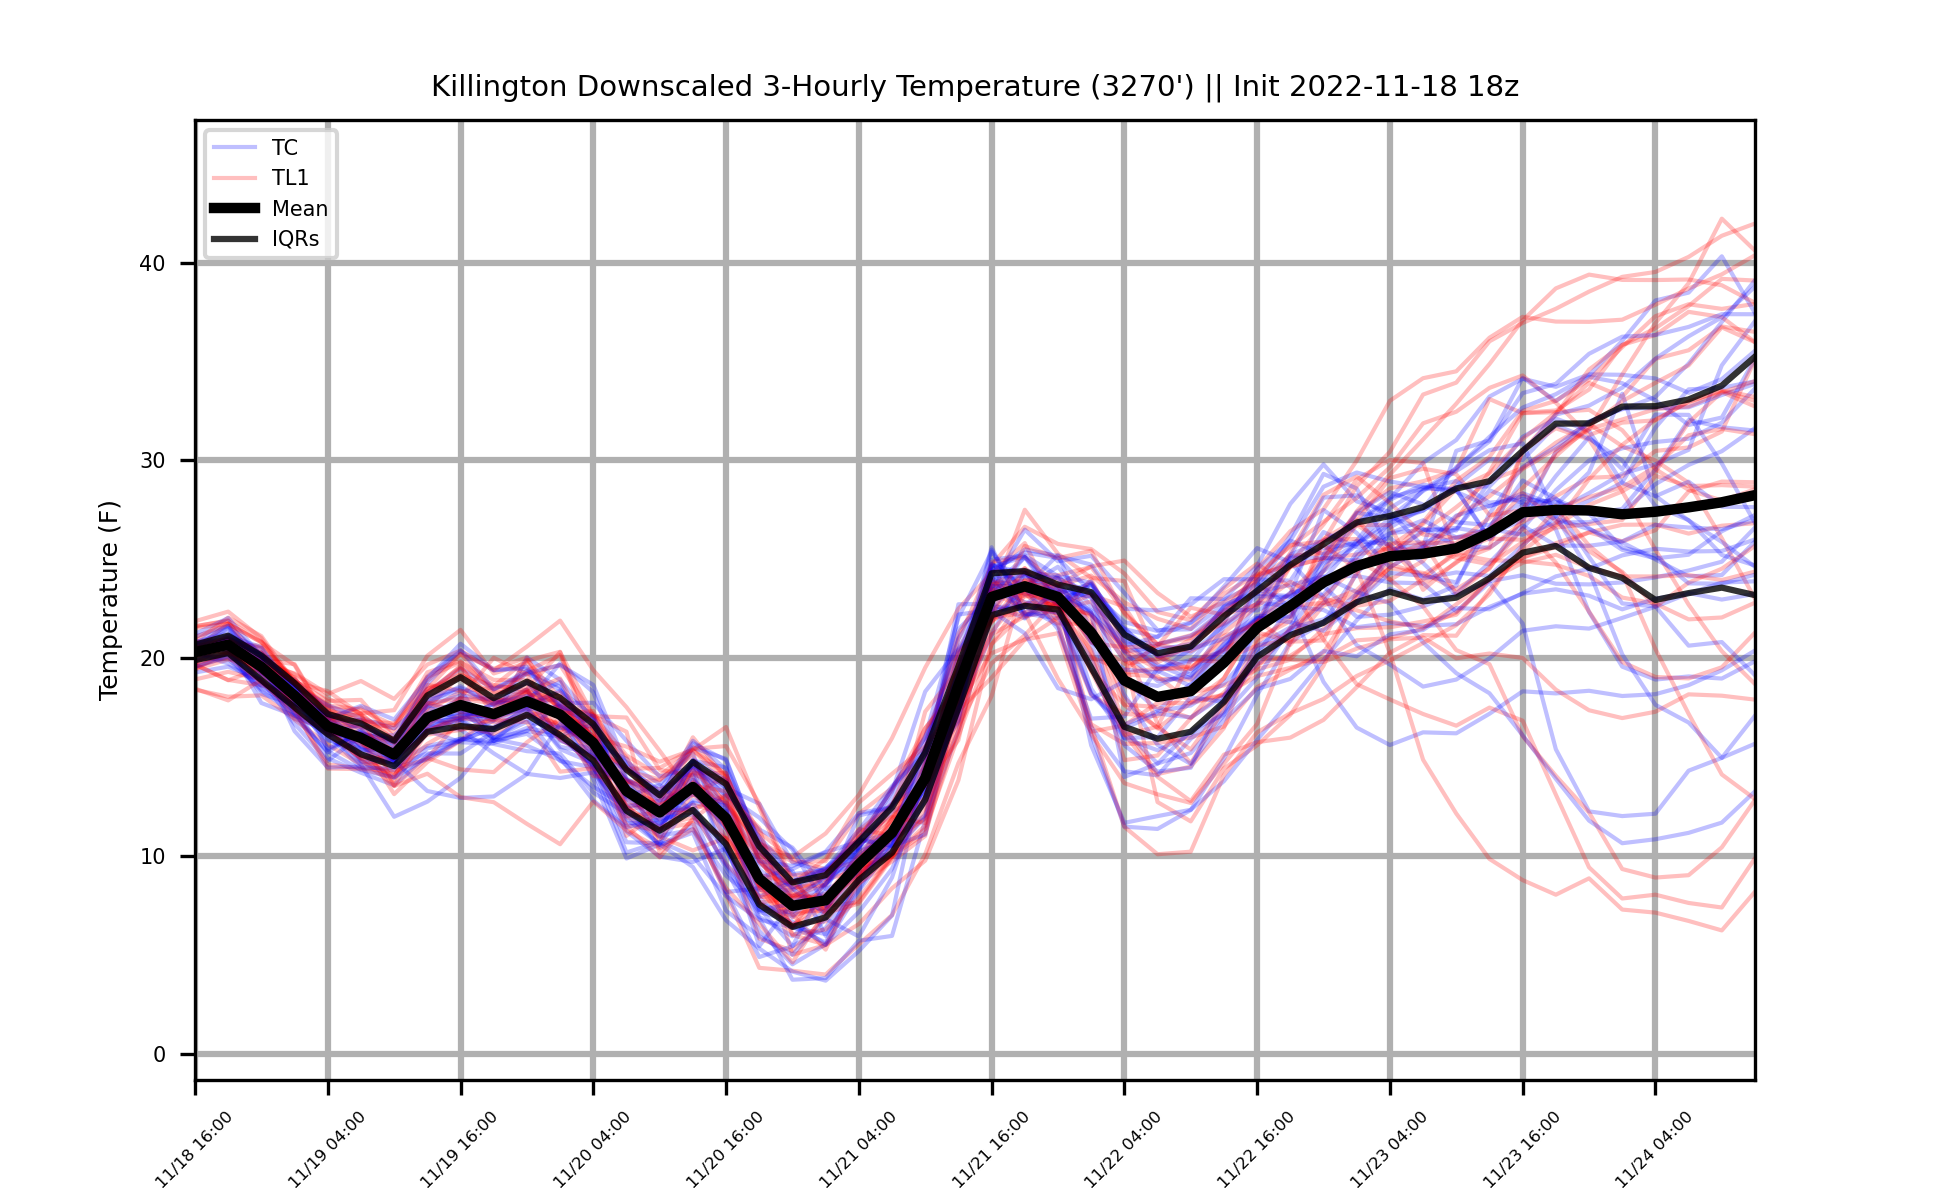 Killington Downscaled 3-Hourly Temperature (3270') || Init 2022-11-18 18z
TC
TL1
Mean
IQRs
Temperature (F)
40
30
20
10
0
11/18 16:00
11/19 04:00
11/19 16:00
11/20 04:00
11/20 16:00
11/21 04:00
11/21 16:00
11/22 04:00
11/22 16:00
11/23 04:00
11/23 16:00
11/24 04:00